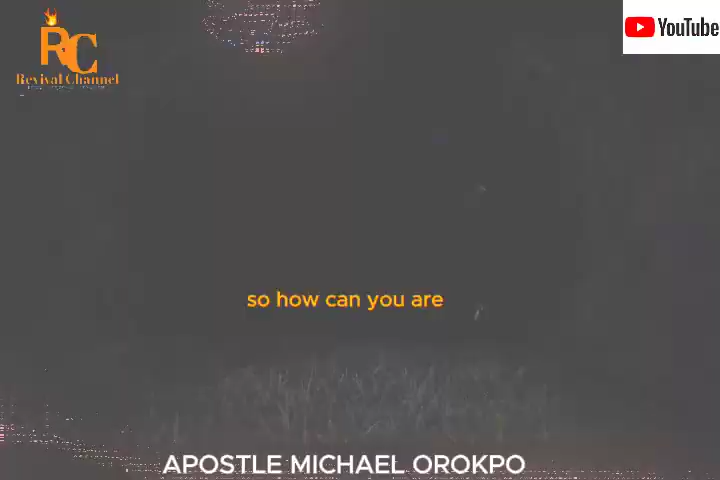 RC
Revival Channel
YouTube
so how can you are
APOSTLE MICHAEL OROKPO